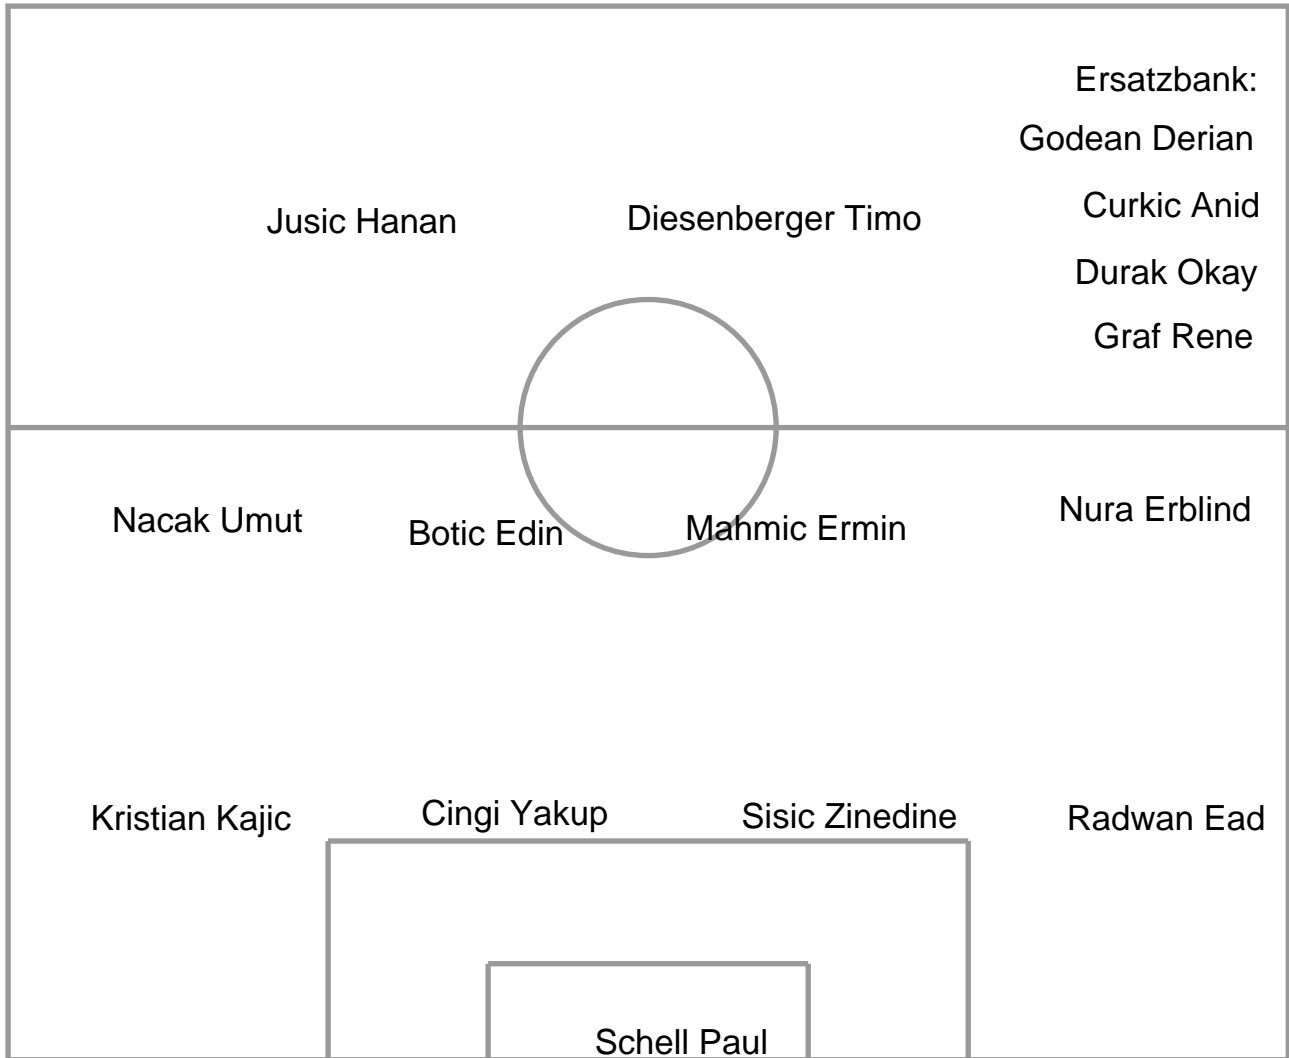 Ersatzbank:
Godean Derian
Curkic Anid
Durak Okay
Graf Rene
Jusic Hanan
Diesenberger Timo
Nacak Umut
Botic Edin
Mahmic Ermin
Nura Erblind
Kristian Kajic
Cingi Yakup
Sisic Zinedine
Radwan Ead
Schell Paul